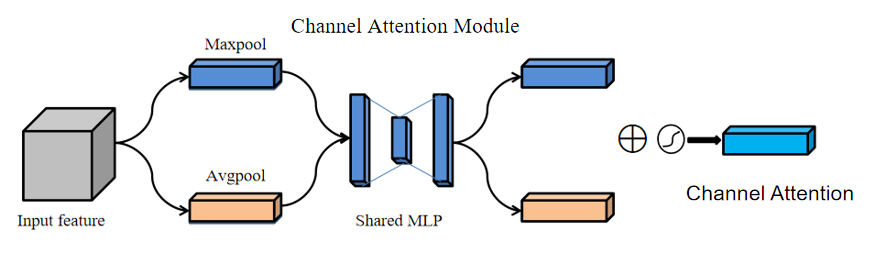 Channel Attention Module
Maxpool
Avgpool
Input feature
Shared MLP
Channel Attention